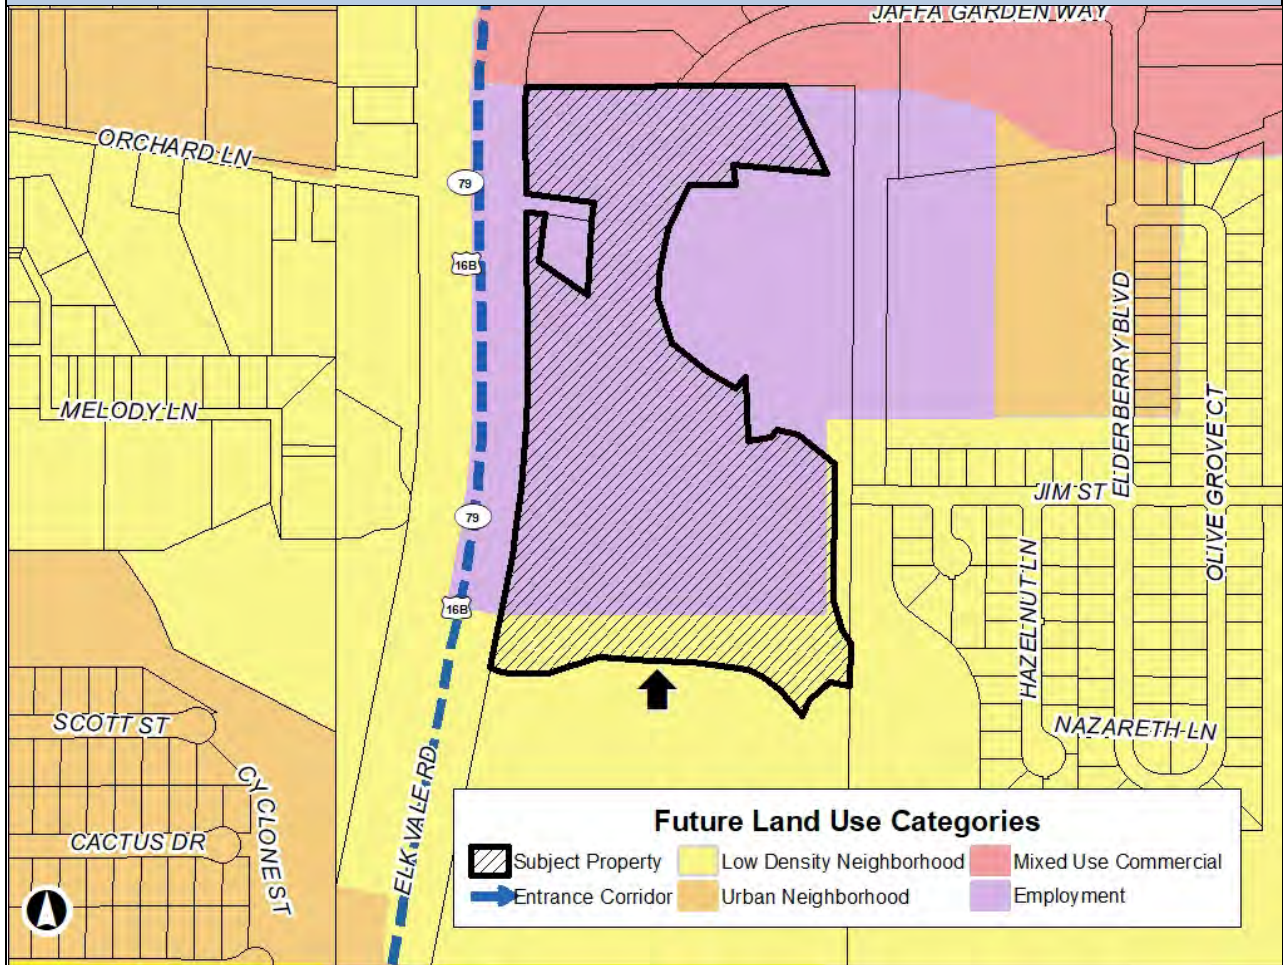 JAFFA GARDEN WAY
ORCHARD LN
79
16B
ELDERBERRY BLVD
OLIVE GROVE CT
MELODY LN
JIM ST
79
HAZELNUT LN
16B
SCOTT ST
NAZARETH LN
CYCLONE ST
ELK VALE RD
CACTUS DR
Future Land Use Categories
Subject Property Low Density Neighborhood Mixed Use Commercial
Entrance Corridor Urban Neighborhood Employment